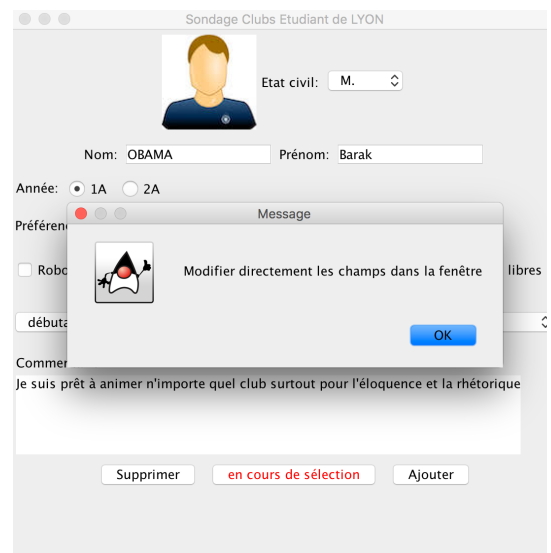 Sondage Clubs Etudiant de LYON
Etat civil: M.
Nom: OBAMA Prénom: Barak
Année: 1A 2A
Message
Modifier directement les champs dans la fenêtre
libres
OK
Je suis prêt à animer n'importe quel club surtout pour l'éloquence et la rhétorique
Supprimer en cours de sélection Ajouter